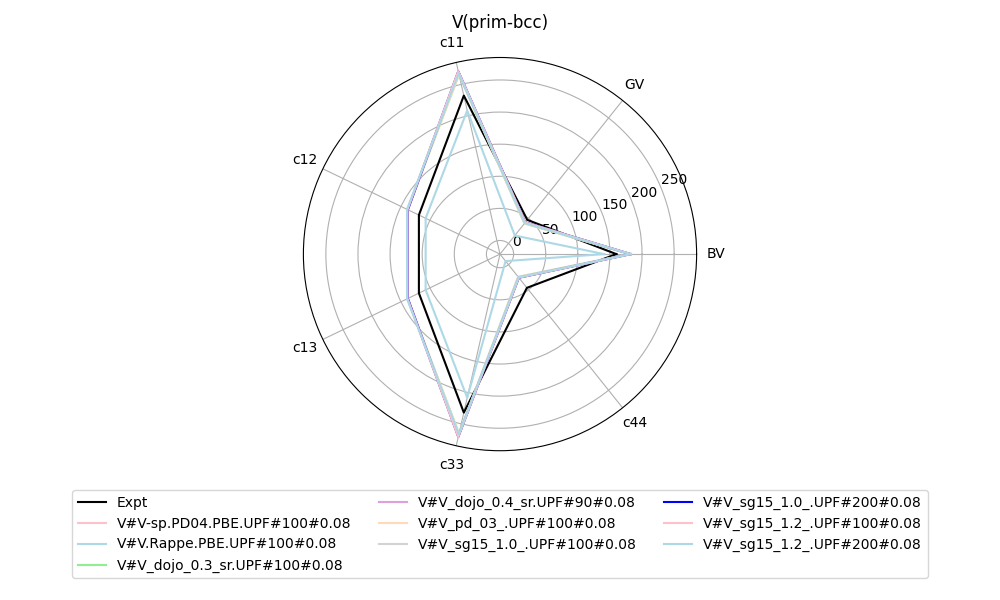 V(prim-bcc)
c11
GV
c12
250
200
150
100
50
0
BV
c13
c44
c33
Expt
V#V-sp.PD04.PBE.UPF#100#0.08
V#V.Rappe.PBE.UPF#100#0.08
V#V_dojo_0.3_sr.UPF#100#0.08
V#V_dojo_0.4_sr.UPF#90#0.08
V#V_pd_03_.UPF#100#0.08
V#V_sg15_1.0_.UPF#100#0.08
V#V_sg15_1.0_.UPF#200#0.08
V#V_sg15_1.2_.UPF#100#0.08
V#V_sg15_1.2_.UPF#200#0.08